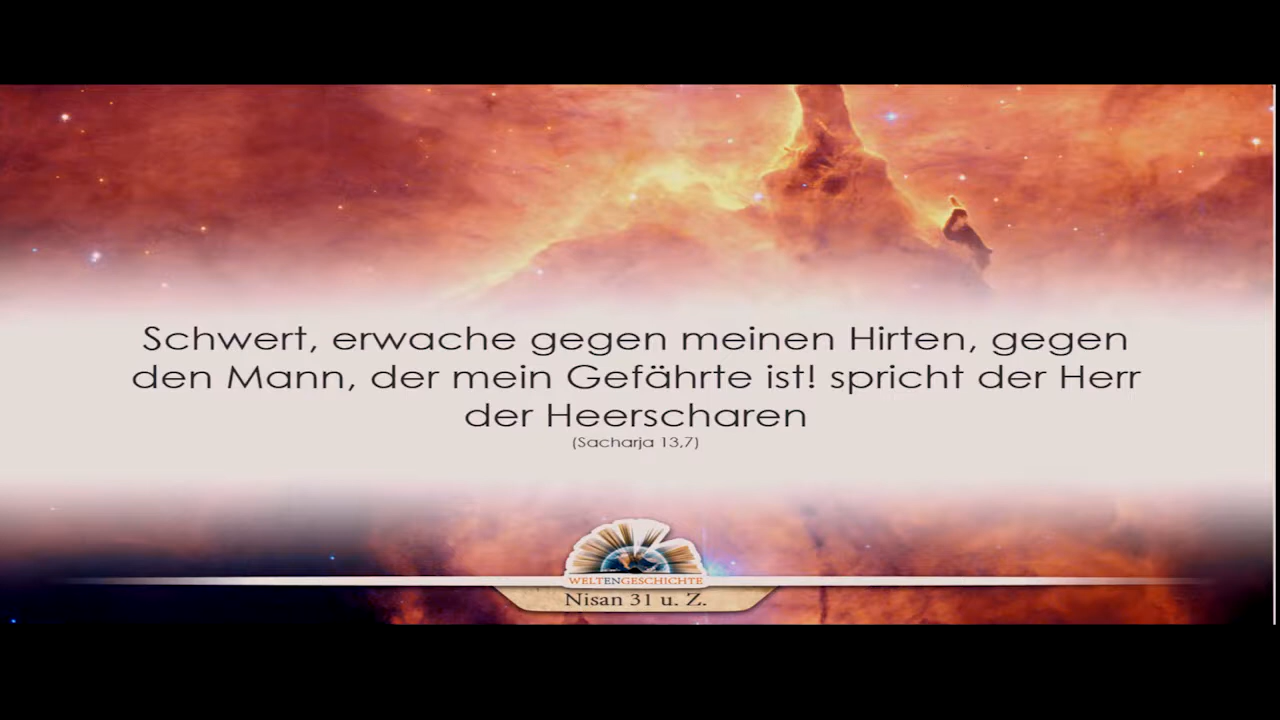 Schwert, erwache gegen meinen Hirten, gegen
den Mann, der mein Gefährte ist! spricht der Herr
der Heerscharen
(Sacharja 13,7)
WELTENGESCHICHTE
Nisan 31 u. Z.